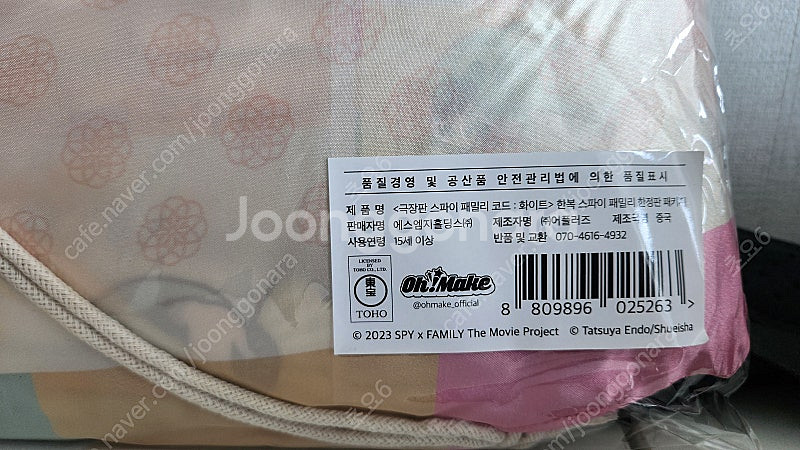 품질경영 및 공산품 안전관리법에 의한 품질표시
제 품 명 <극장판 스파이 패밀리 코드 : 화이트> 한복 스파이 패밀리 한정판 패키지
판매자명 에스엠지홀딩스㈜ 제조자명 ㈜어플러즈 제조국명 중국
사용연령 15세 이상 반품 및 교환 070-4616-4932
LICENSED BY TOHO CO., LTD.
東宝
TOHO
Oh!Make
@ohmake_official
8 809896 025263 >
© 2023 SPY x FAMILY The Movie Project © Tatsuya Endo/Shueisha
Joonggonara
cafe.naver.com/joonggonara
초오6